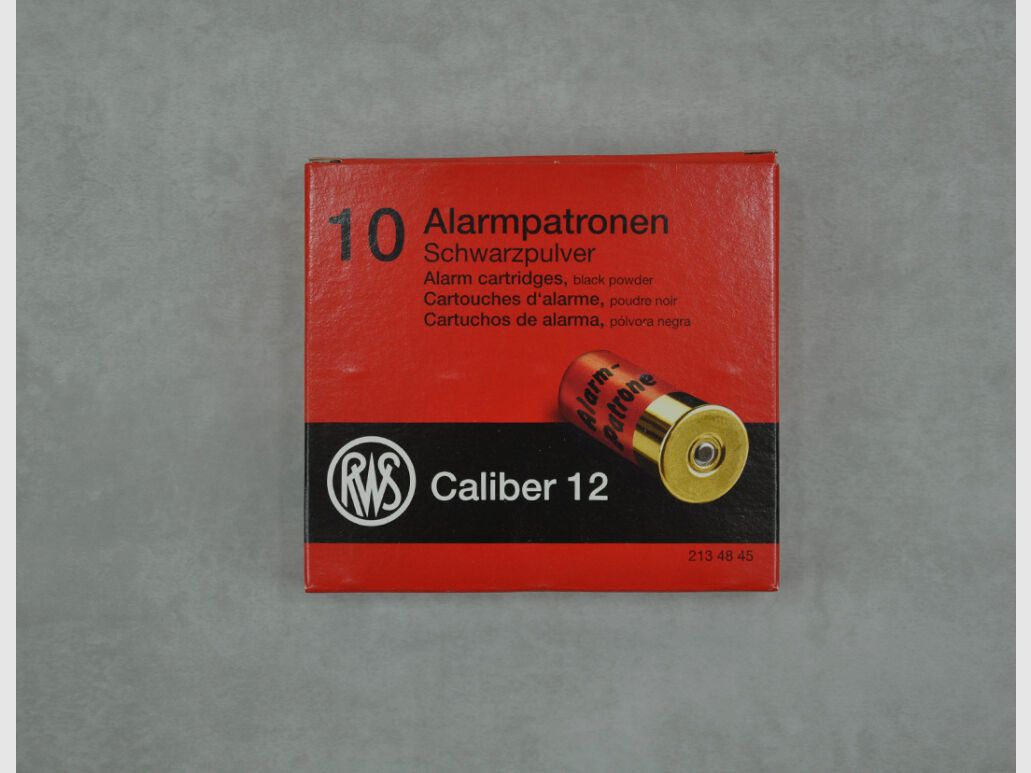 10 Alarmpatronen
Schwarzpulver
Alarm cartridges, black powder
Cartouches d'alarme, poudre noir
Cartuchos de alarma, pólvora negra
Alarm-
patrone
RWS Caliber 12
213 48 45